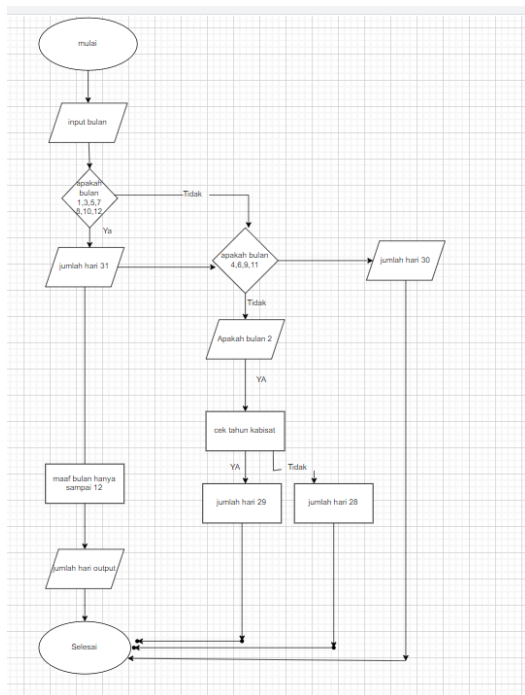 mulai
input bulan
apakah
bulan
1,3,5,7
8,10,12
Tidak
Ya
jumlah hari 31
apakah bulan
4,6,9,11
jumlah hari 30
Tidak
Apakah bulan 2
YA
cek tahun kabisat
YA
Tidak
maaf bulan hanya
sampai 12
jumlah hari 29
jumlah hari 28
jumlah hari output
Selesai